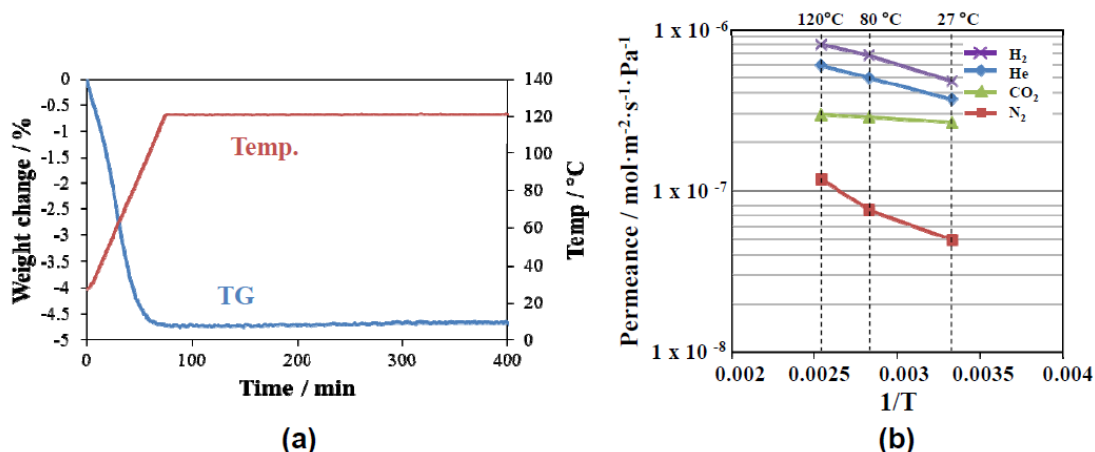 0
-0.5
-1
-1.5
-2
-2.5
-3
-3.5
-4
-4.5
-5
Weight change / %
Temp.
TG
140
120
100
80
60
40
20
0
Temp / °C
0 100 200 300 400
Time / min
(a)
120°C 80 °C 27 °C
1 x 10 -6
1 x 10 -7
1 x 10 -8
Permeance / mol·m-2·s-1·Pa-1
H2
He
CO2
N2
0.002 0.0025 0.003 0.0035 0.004
1/T
(b)